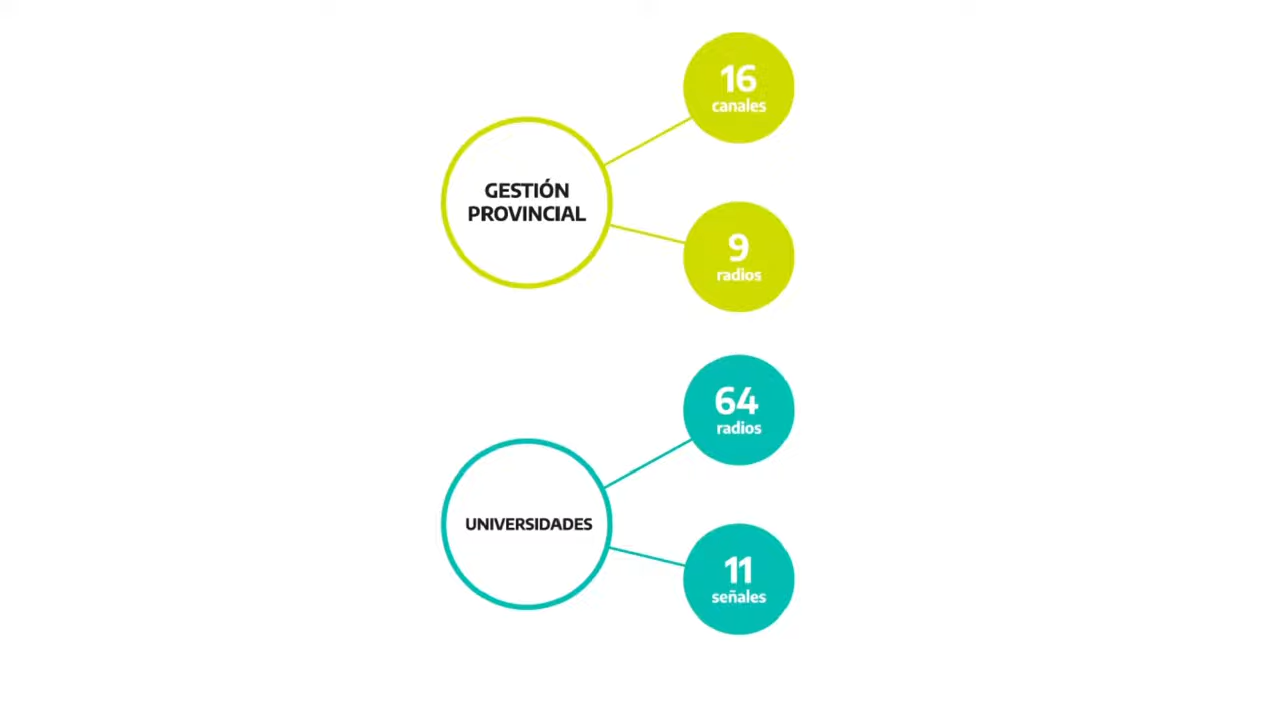 GESTIÓN
PROVINCIAL
16
canales
9
radios
UNIVERSIDADES
64
radios
11
señales